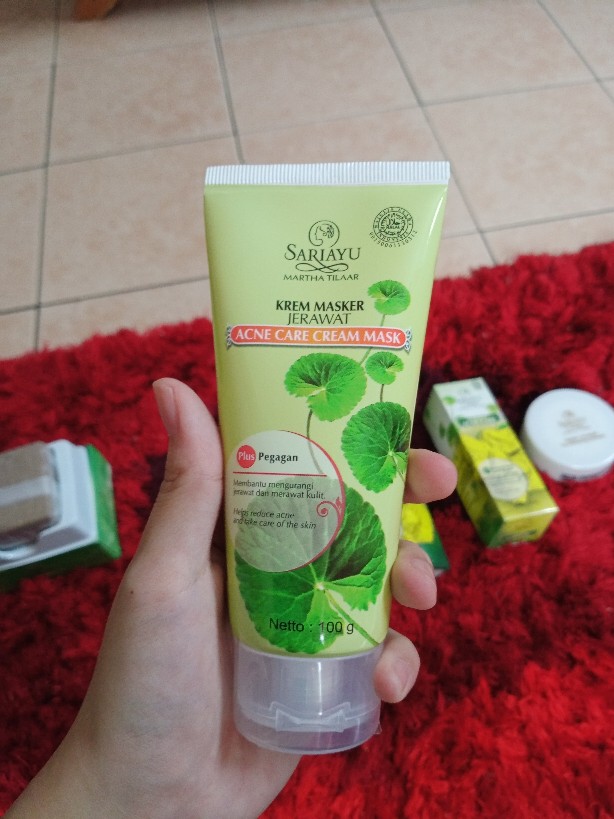 SARIAYU
MARTHA TILAAR
KREM MASKER
JERAWAT
ACNE CARE CREAM MASK
Plus Pegagan
Membantu mengurangi
jerawat dan merawat kulit.
Helps reduce acne
and take care of the skin
Netto : 100 g